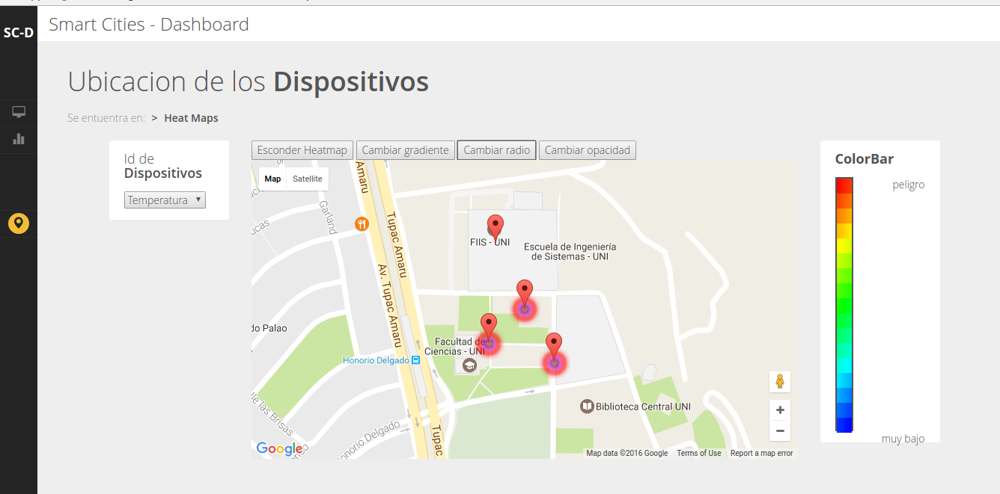 SC-D
Smart Cities - Dashboard
Ubicacion de los Dispositivos
Se entuentra en: > Heat Maps
Id de
Dispositivos
Temperatura
Esconder Heatmap
Cambiar gradiente
Cambiar radio
Cambiar opacidad
Map
Satellite
Amaru
Garland
ucas
Tupac Amaru
Av. Tupac Amaru
FIIS - UNI
Escuela de Ingeniería
de Sistemas - UNI
do Palao
Facultad de
Ciencias - UNI
Honorio Delgado
lle las Brisas
onorio Delgado
Tupac
Biblioteca Central UNI
Google
Map data ©2016 Google
Terms of Use
Report a map error
ColorBar
peligro
muy bajo